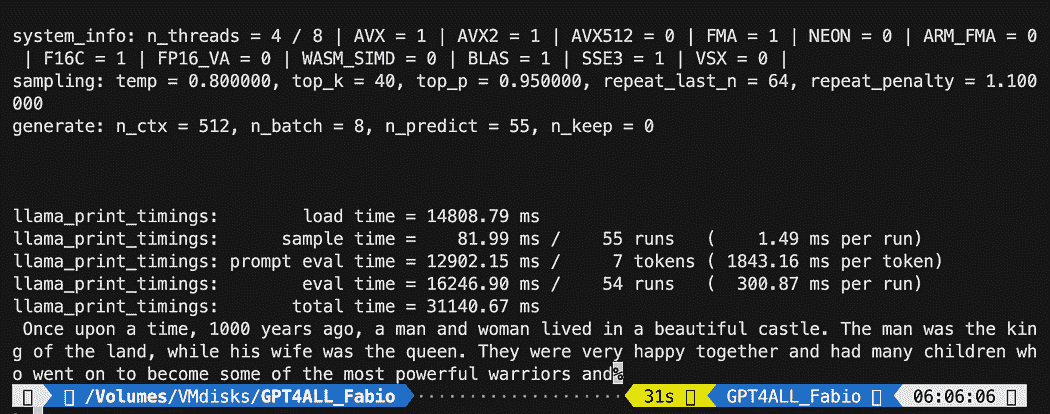 system_info: n_threads = 4 / 8 | AVX = 1 | AVX2 = 1 | AVX512 = 0 | FMA = 1 | NEON = 0 | ARM_FMA = 0
 | F16C = 1 | FP16_VA = 0 | WASM_SIMD = 0 | BLAS = 1 | SSE3 = 1 | VSX = 0 |
sampling: temp = 0.800000, top_k = 40, top_p = 0.950000, repeat_last_n = 64, repeat_penalty = 1.100
000
generate: n_ctx = 512, n_batch = 8, n_predict = 55, n_keep = 0
llama_print_timings:        load time = 14808.79 ms
llama_print_timings:      sample time =    81.99 ms /    55 runs   (    1.49 ms per run)
llama_print_timings: prompt eval time = 12902.15 ms /     7 tokens ( 1843.16 ms per token)
llama_print_timings:        eval time = 16246.90 ms /    54 runs   (  300.87 ms per run)
llama_print_timings:       total time = 31140.67 ms
 Once upon a time, 1000 years ago, a man and woman lived in a beautiful castle. The man was the kin
g of the land, while his wife was the queen. They were very happy together and had many children wh
o went on to become some of the most powerful warriors and%
/Volumes/VMdisks/GPT4ALL_Fabio 31s GPT4ALL_Fabio 06:06:06